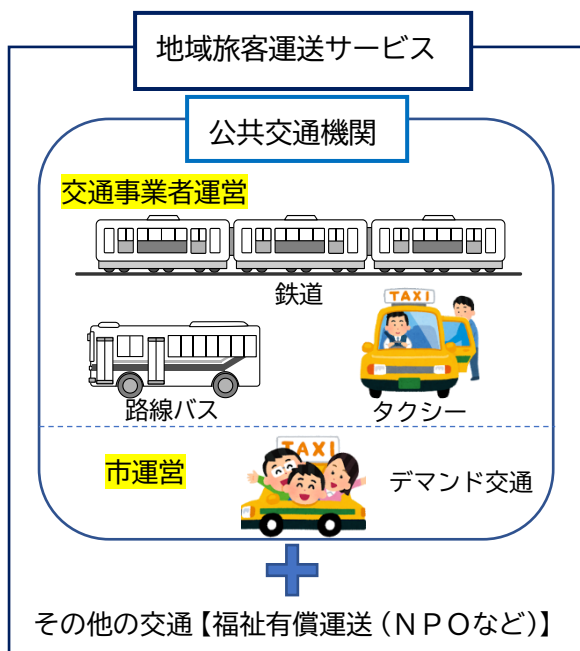 地域旅客運送サービス
公共交通機関
交通事業者運営
鉄道
TAXI
路線バス
タクシー
市運営
TAXI
デマンド交通
その他の交通【福祉有償運送（ＮＰＯなど）】